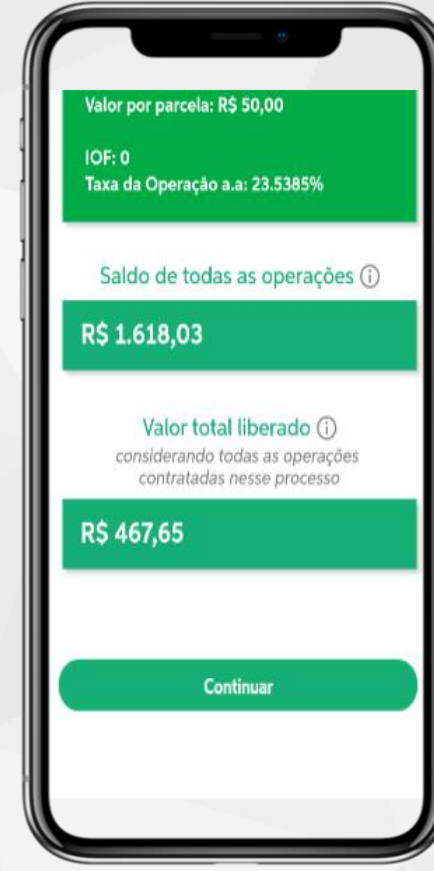 Valor por parcela: R$ 50,00
IOF: 0
Taxa da Operação a.a: 23.5385%
Saldo de todas as operações
R$ 1.618,03
Valor total liberado
considerando todas as operações
contratadas nesse processo
R$ 467,65
Continuar